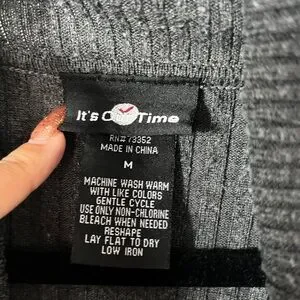 It's Our Time
RN# 73352
MADE IN CHINA
M
MACHINE WASH WARM
WITH LIKE COLORS
GENTLE CYCLE
USE ONLY NON-CHLORINE
BLEACH WHEN NEEDED
RESHAPE
LAY FLAT TO DRY
LOW IRON